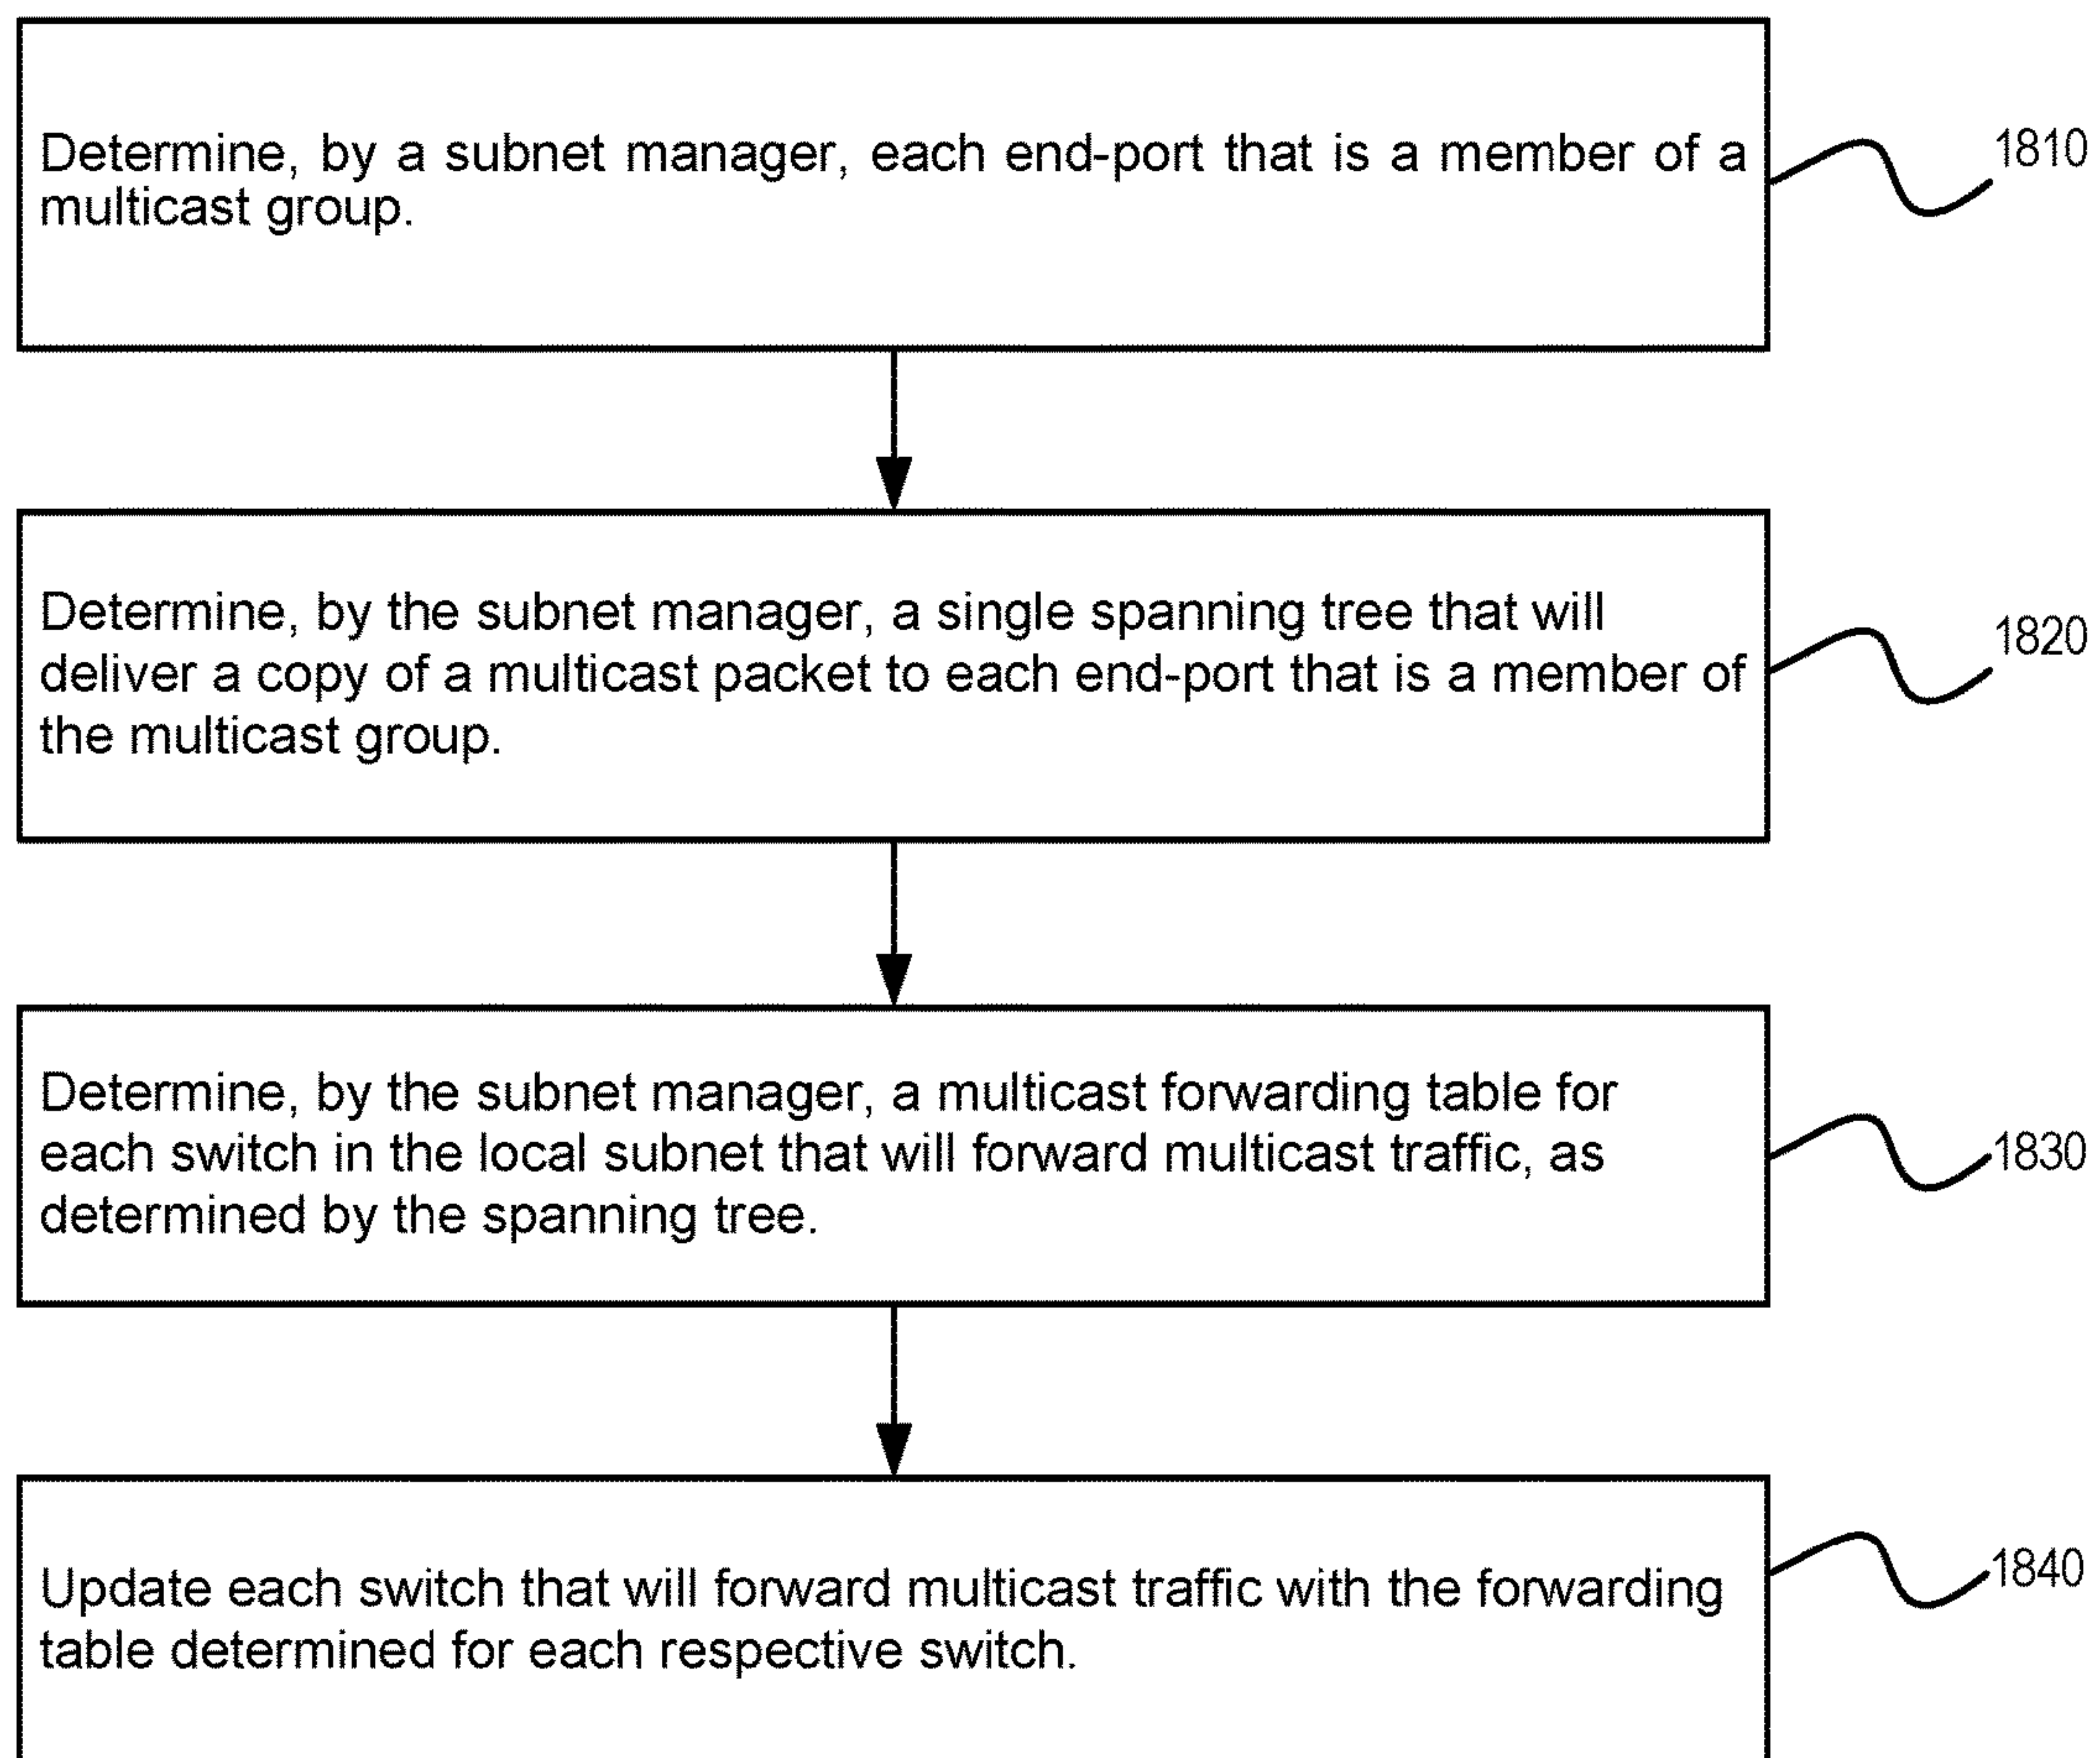 Determine, by a subnet manager, each end-port that is a member of a
multicast group.
1810
Determine, by the subnet manager, a single spanning tree that will
deliver a copy of a multicast packet to each end-port that is a member of
the multicast group.
1820
Determine, by the subnet manager, a multicast forwarding table for
each switch in the local subnet that will forward multicast traffic, as
determined by the spanning tree.
1830
Update each switch that will forward multicast traffic with the forwarding
table determined for each respective switch.
1840